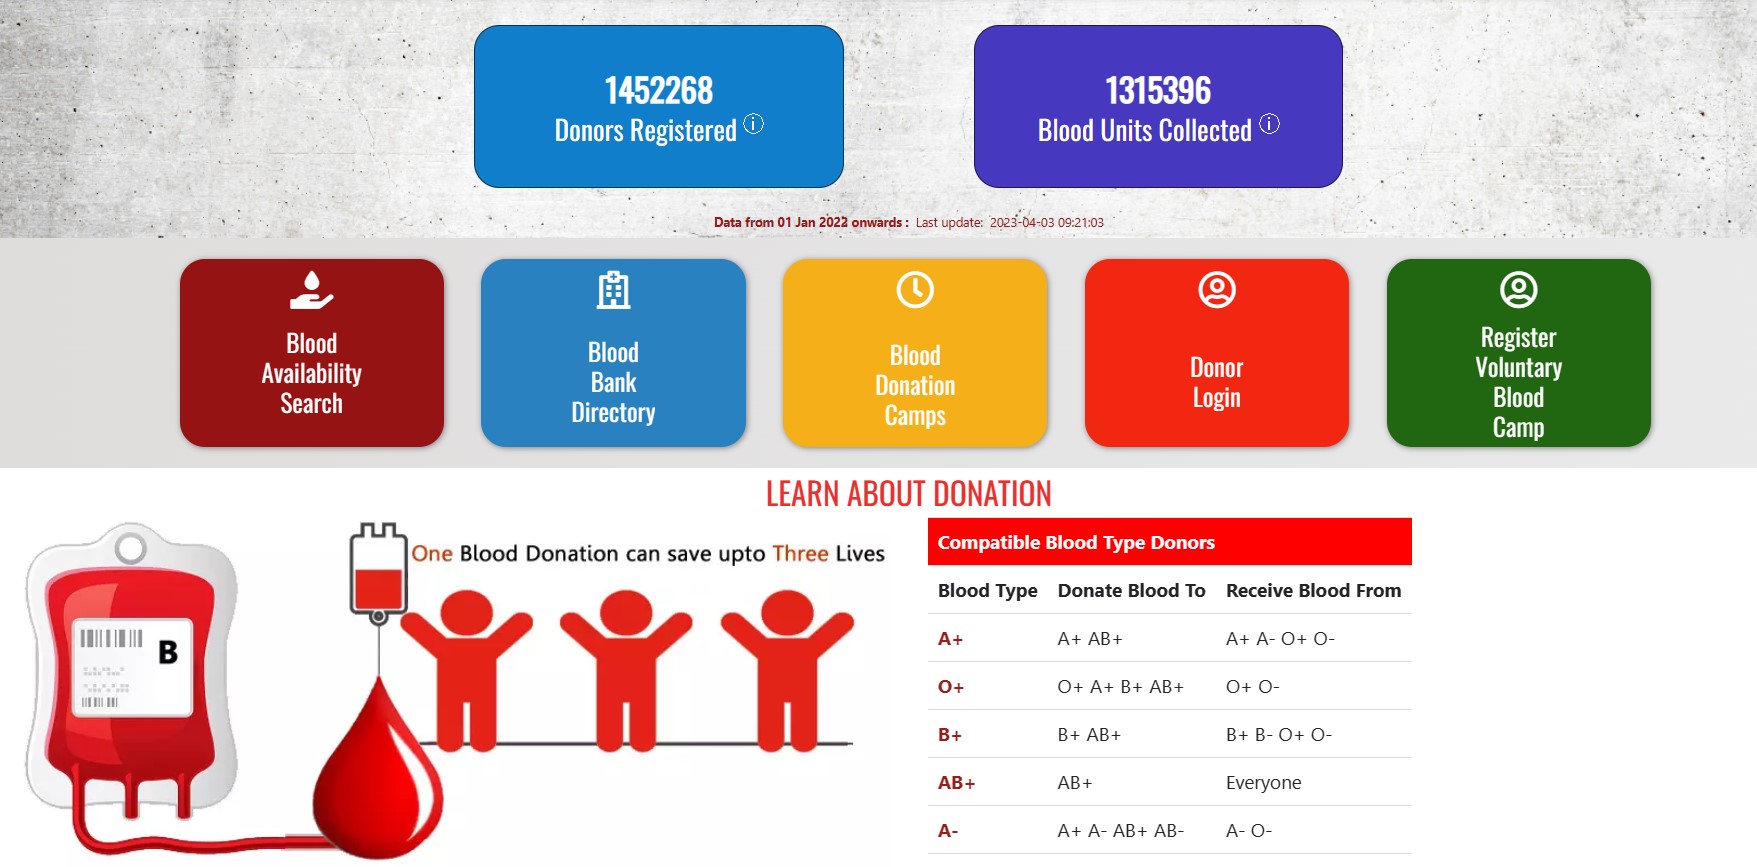 1452268
Donors Registered
1315396
Blood Units Collected
Data from 01 Jan 2022 onwards : Last update: 2023-04-03 09:21:03
Blood
Availability
Search
Blood
Bank
Directory
Blood
Donation
Camps
Donor
Login
Register
Voluntary
Blood
Camp
LEARN ABOUT DONATION
B
One Blood Donation can save upto Three Lives
Compatible Blood Type Donors
Blood Type Donate Blood To Receive Blood From
A+ A+ AB+ A+ A- O+ O-
O+ O+ A+ B+ AB+ O+ O-
B+ B+ AB+ B+ B- O+ O-
AB+ AB+ Everyone
A- A+ A- AB+ AB- A- O-